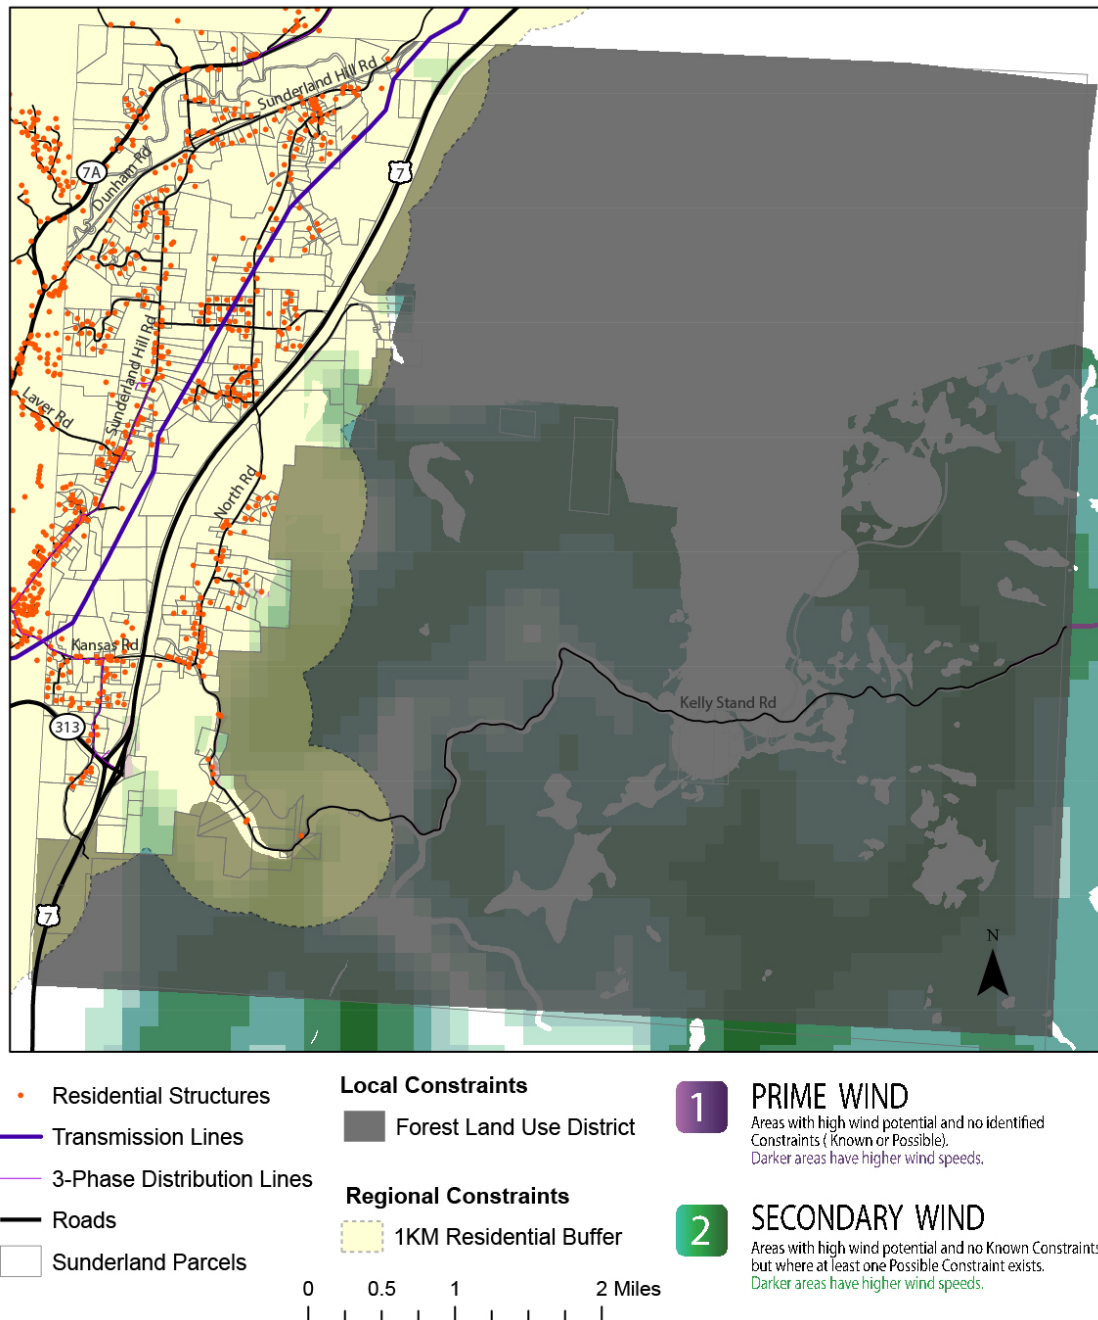 Sunderland Hill Rd
7A
Dunham Rd
7
Sunderland Hill Rd
Laver Rd
North Rd
Kansas Rd
313
Kelly Stand Rd
7
N
Residential Structures
Transmission Lines
3-Phase Distribution Lines
Roads
Sunderland Parcels
Local Constraints
Forest Land Use District
Regional Constraints
1KM Residential Buffer
0 0.5 1 2 Miles
1
PRIME WIND
Areas with high wind potential and no identified
Constraints ( Known or Possible).
Darker areas have higher wind speeds.
2
SECONDARY WIND
Areas with high wind potential and no Known Constraints
but where at least one Possible Constraint exists.
Darker areas have higher wind speeds.